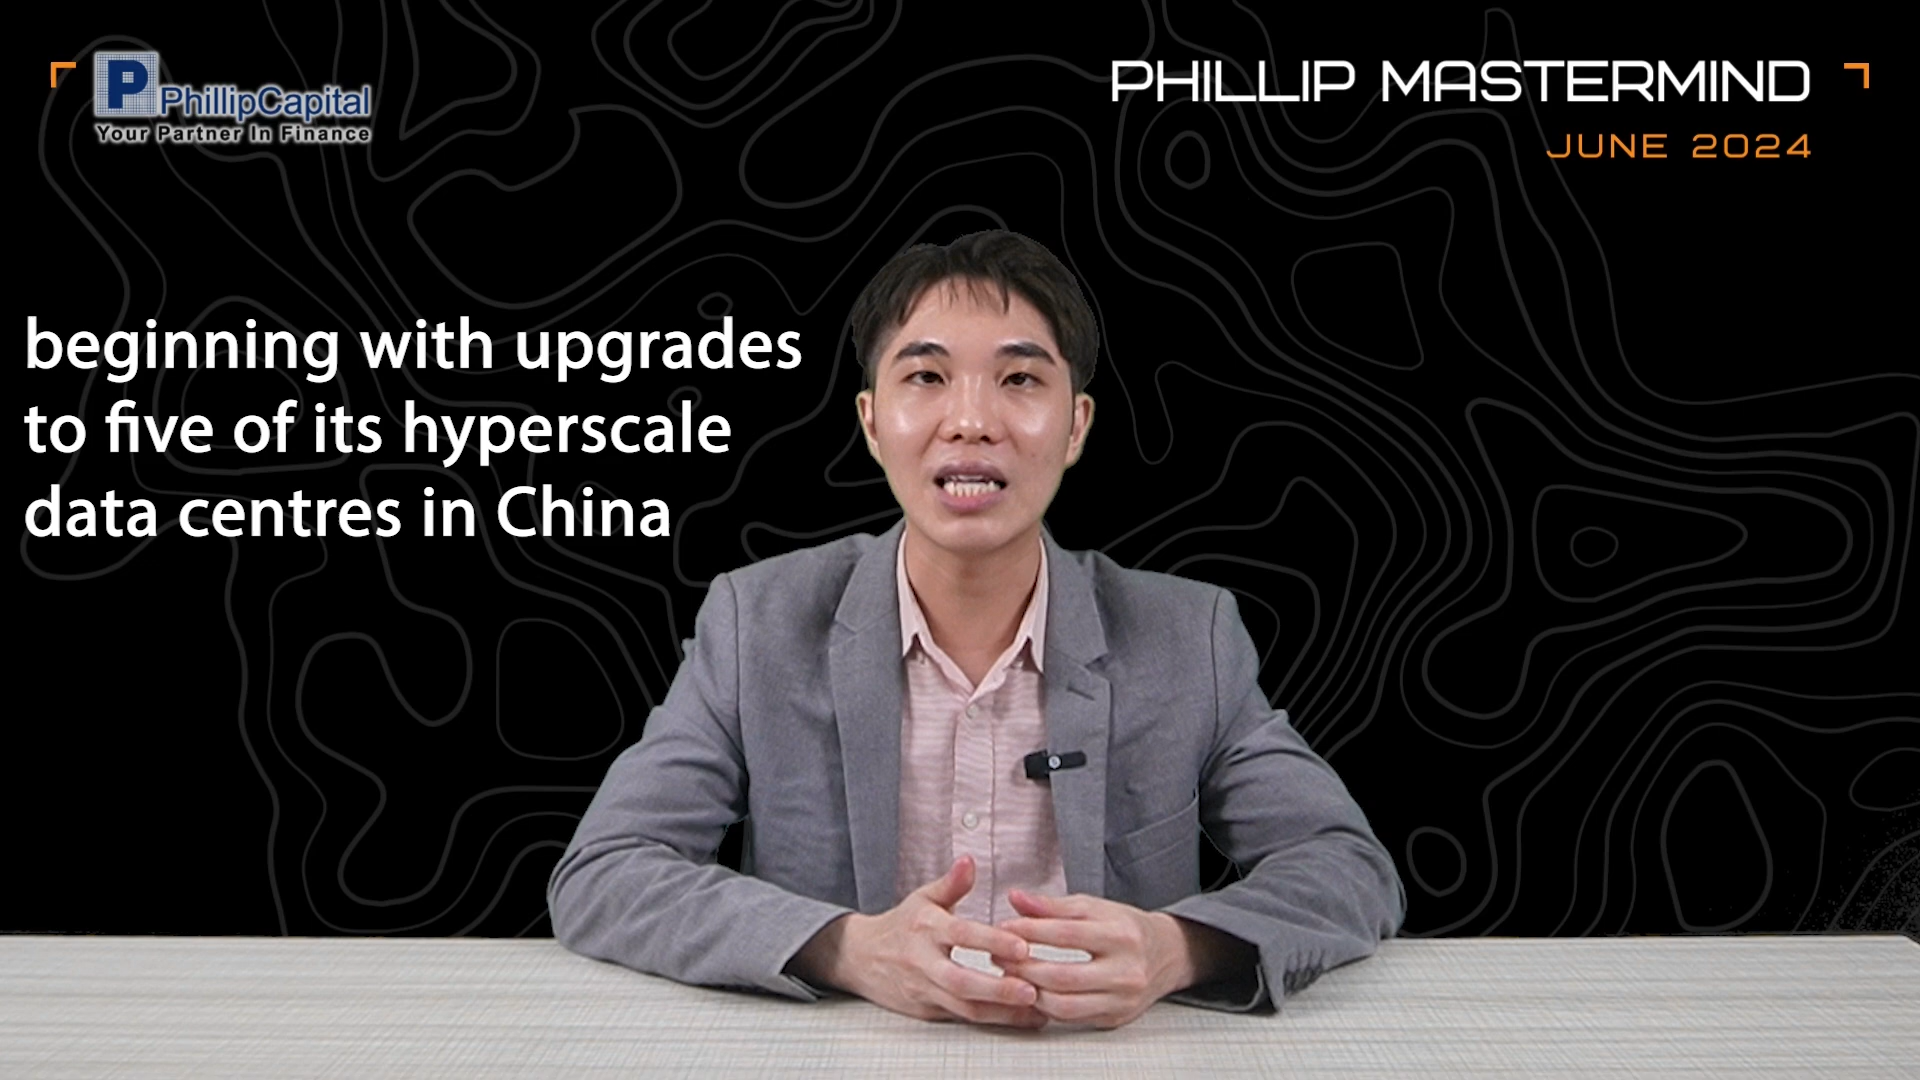 P PhillipCapital
Your Partner In Finance
PHILLIP MASTERMIND
JUNE 2024
beginning with upgrades
to five of its hyperscale
data centres in China